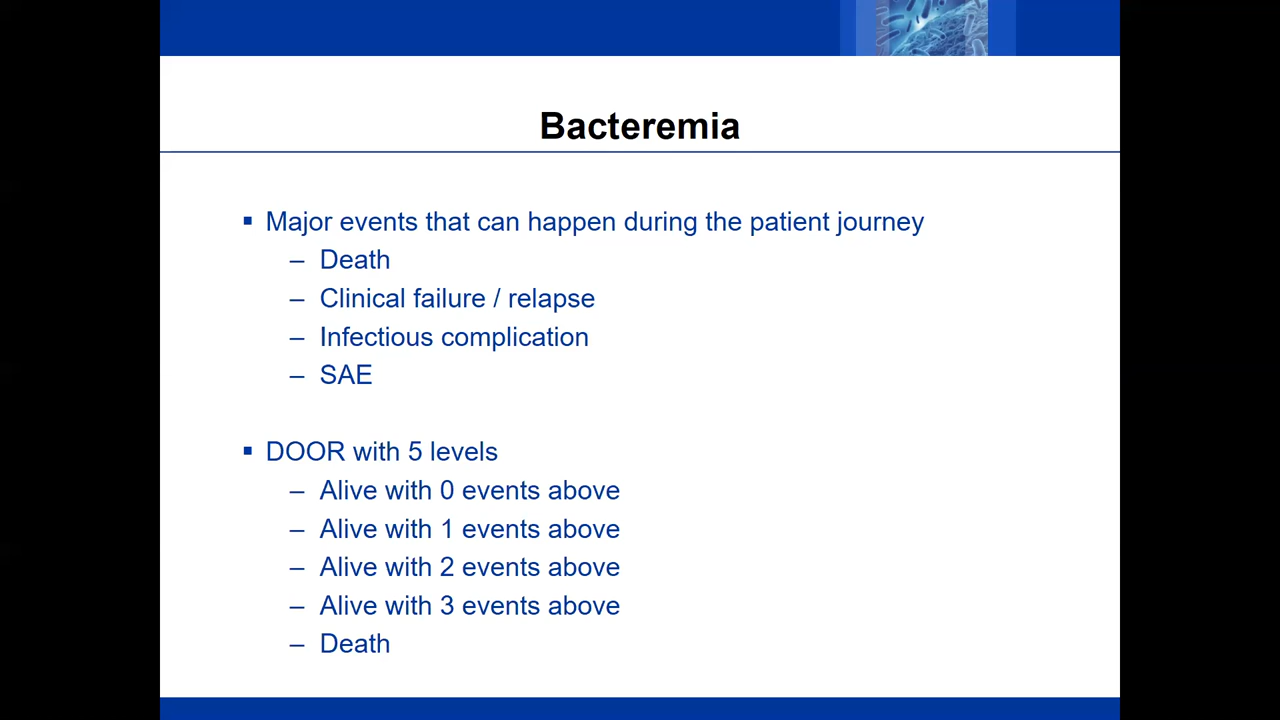 Bacteremia
▪ Major events that can happen during the patient journey
– Death
– Clinical failure / relapse
– Infectious complication
– SAE
▪ DOOR with 5 levels
– Alive with 0 events above
– Alive with 1 events above
– Alive with 2 events above
– Alive with 3 events above
– Death